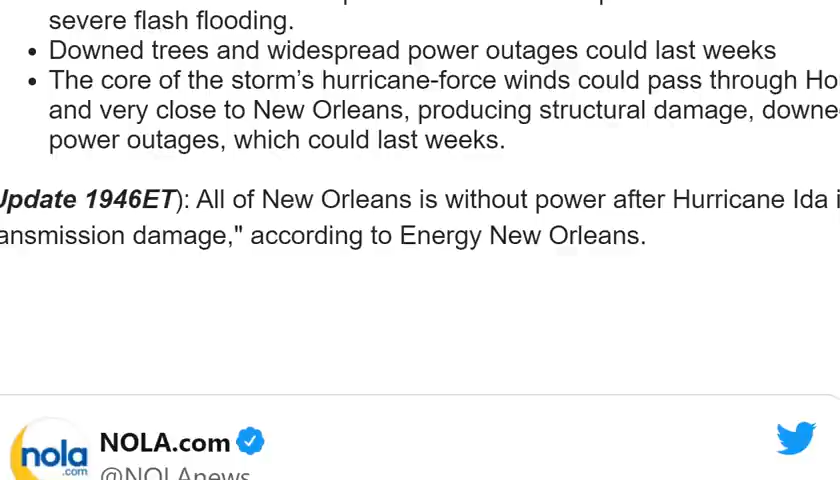 severe flash flooding.
• Downed trees and widespread power outages could last weeks
• The core of the storm’s hurricane-force winds could pass through Ho
and very close to New Orleans, producing structural damage, downe
power outages, which could last weeks.
Update 1946ET): All of New Orleans is without power after Hurricane Ida i
ansmission damage," according to Energy New Orleans.
nola
.com
NOLA.com
@NOLAnews